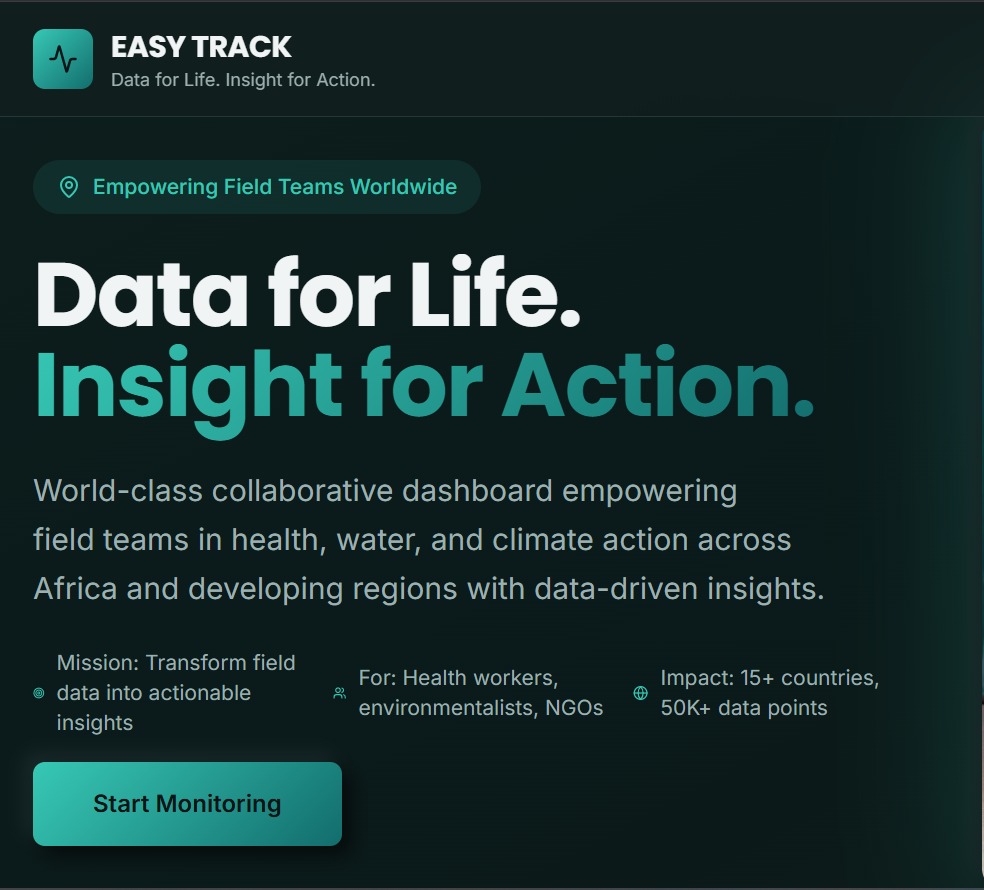 EASY TRACK
Data for Life. Insight for Action.
Empowering Field Teams Worldwide
Data for Life.
Insight for Action.
World-class collaborative dashboard empowering
field teams in health, water, and climate action across
Africa and developing regions with data-driven insights.
Mission: Transform field
data into actionable
insights
For: Health workers,
environmentalists, NGOs
Impact: 15+ countries,
50K+ data points
Start Monitoring